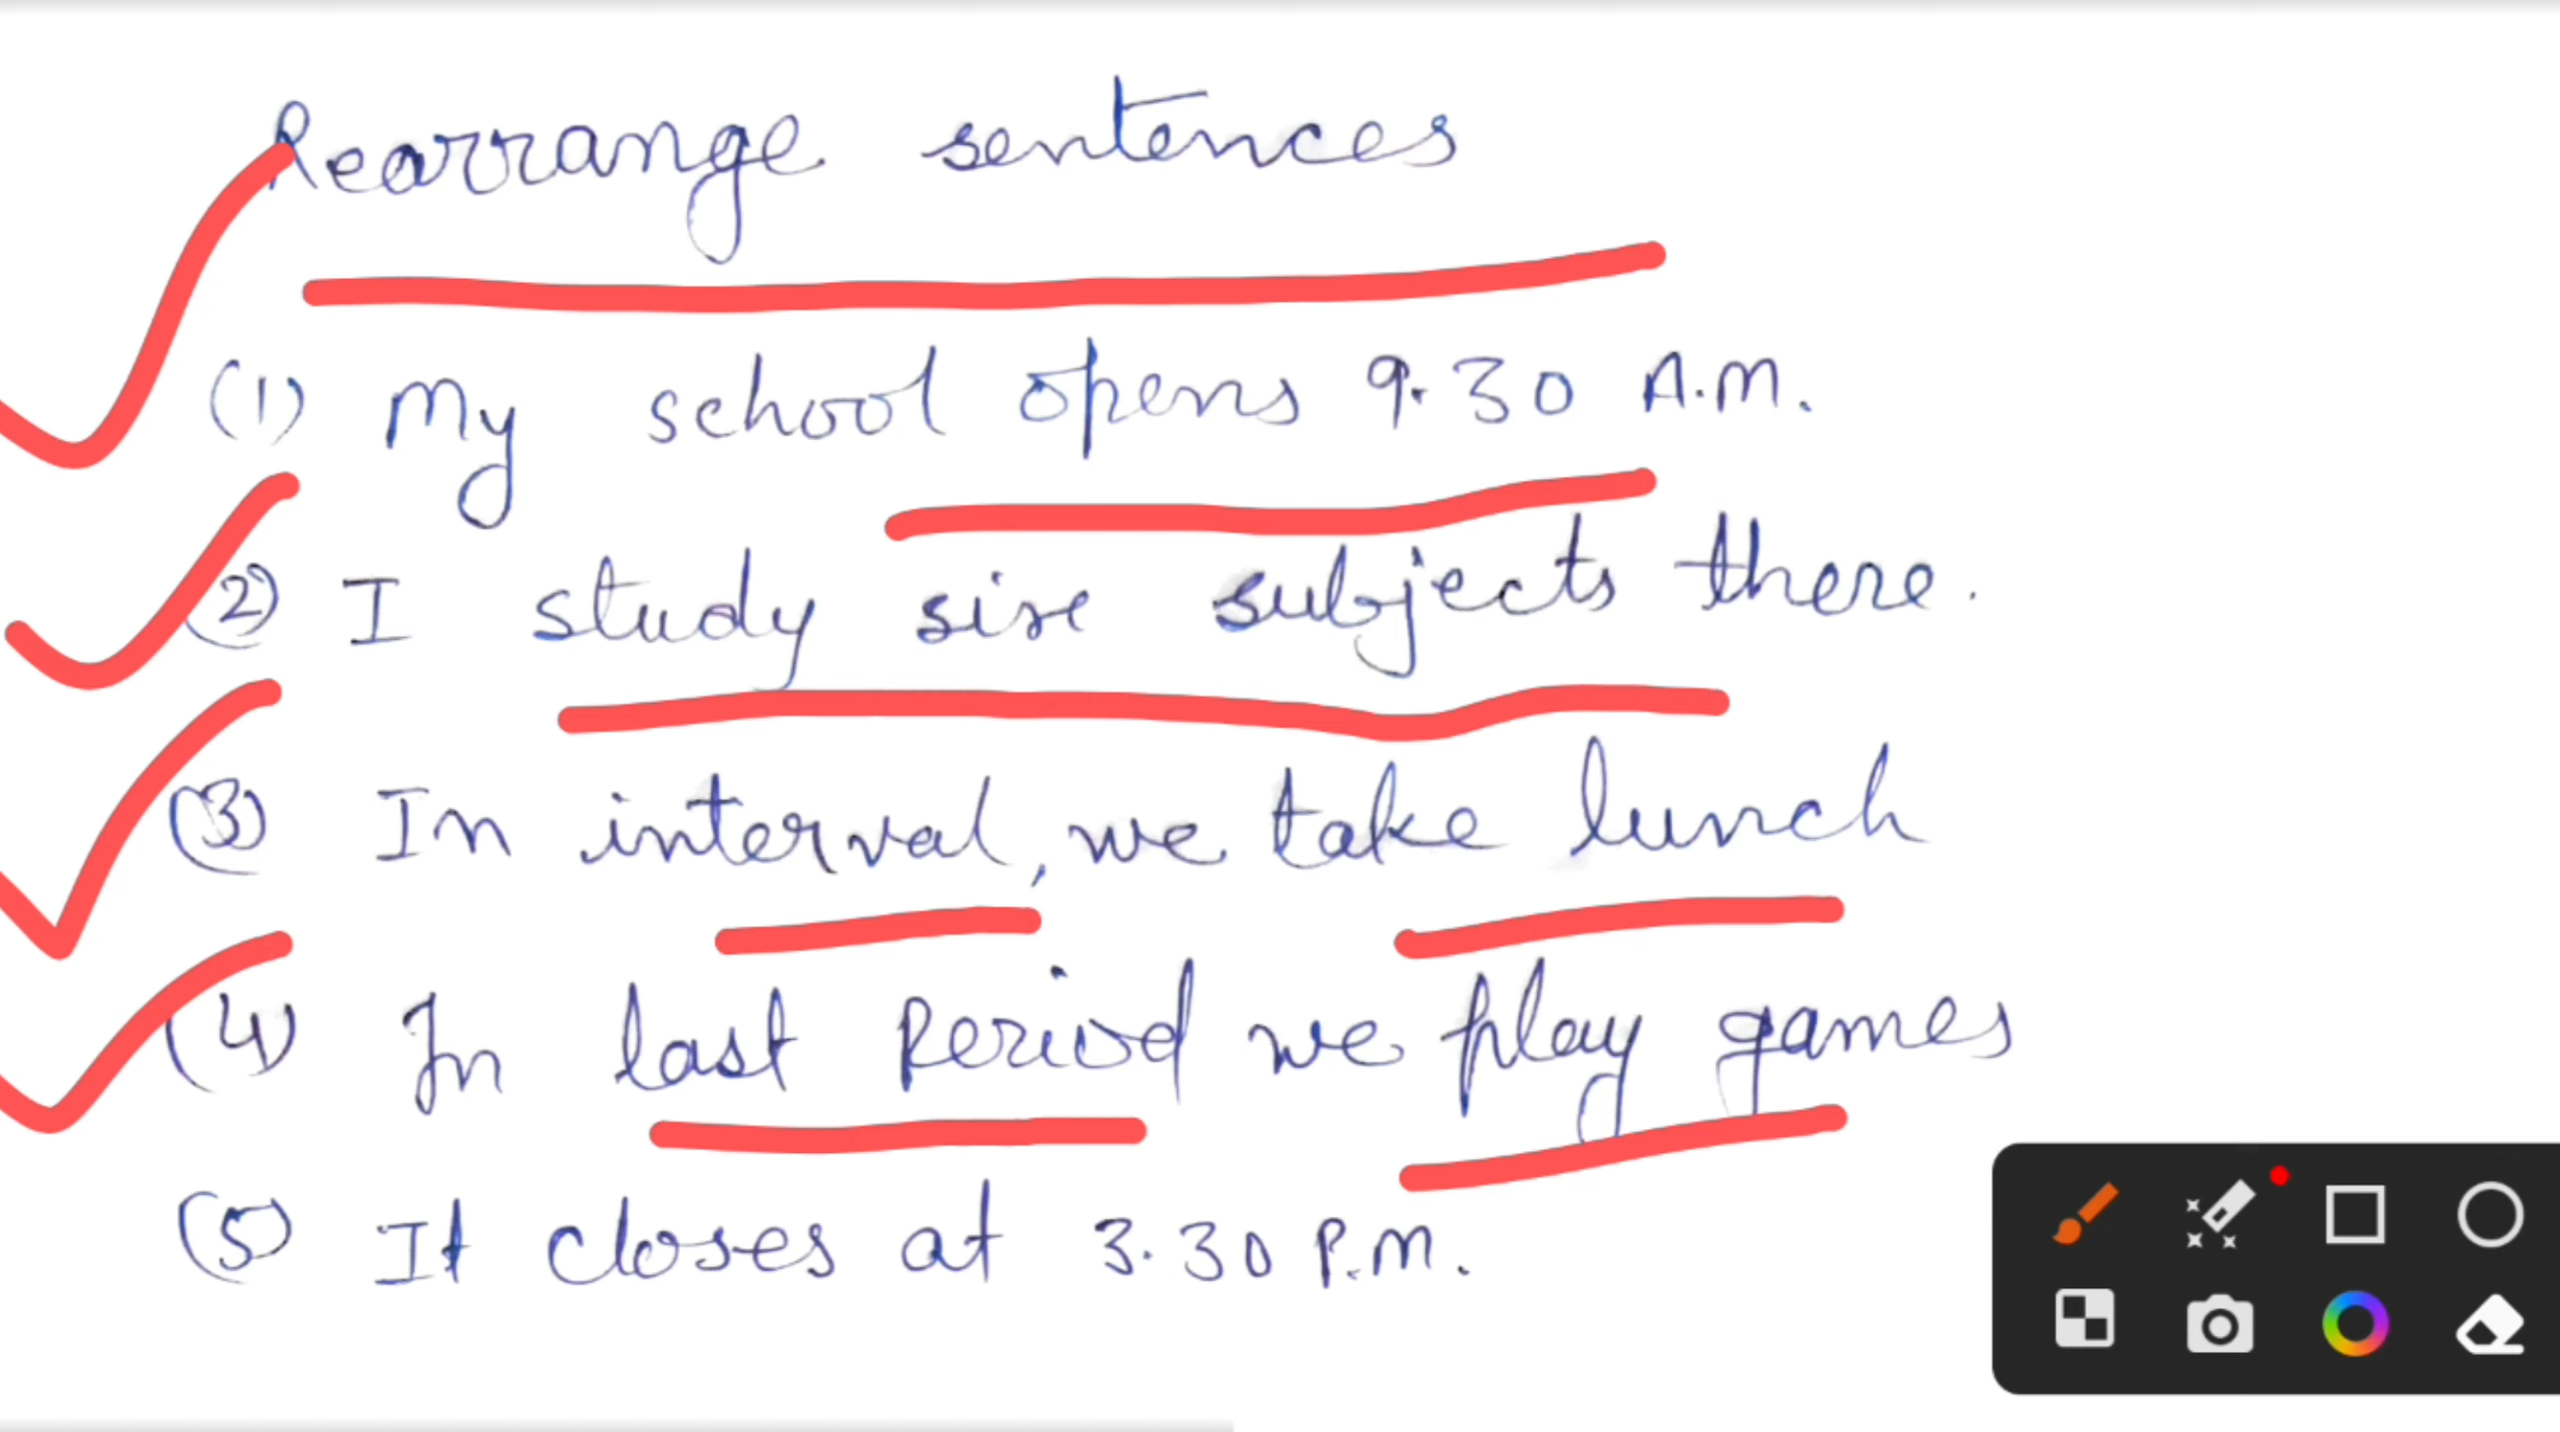 Rearrange sentences
(1) My school opens 9.30 A.M.
(2) I study six subjects there.
(3) In interval, we take lunch
(4) In last Period we play games
(5) It closes at 3.30 P.M.